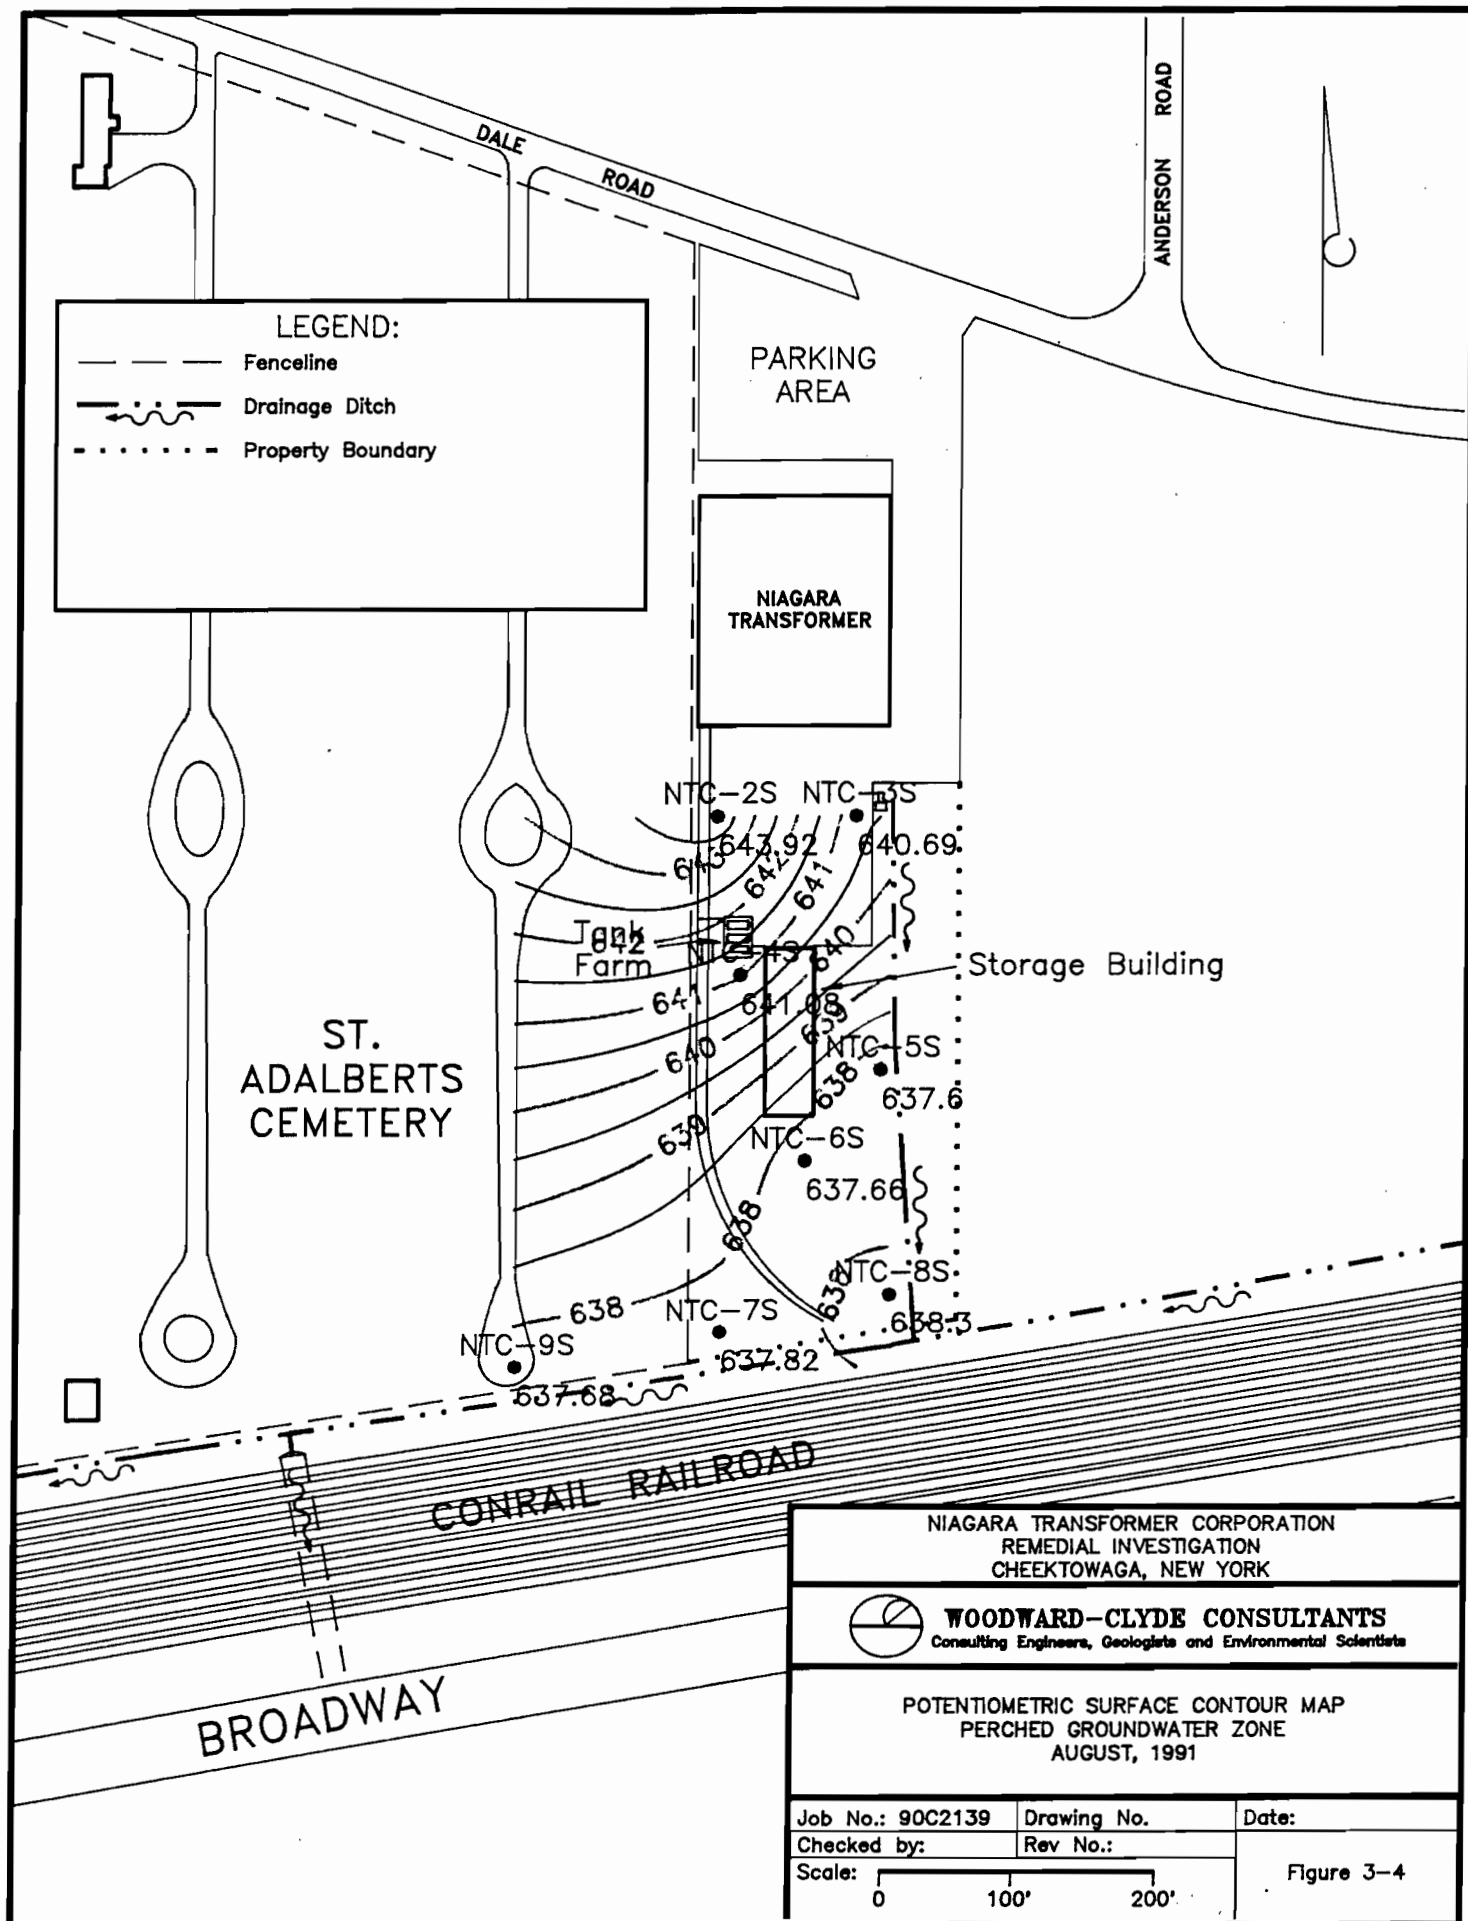 DALE ROAD
ANDERSON ROAD
LEGEND:
Fenceline
Drainage Ditch
Property Boundary
PARKING
AREA
NIAGARA
TRANSFORMER
NTC-2S
643.92
NTC-3S
640.69
643
642
641
640
639
638
Tank
Farm
642
NTC-4S
641.08
Storage Building
641
640
639
638
638
638
NTC-5S
637.6
NTC-6S
637.66
NTC-8S
638.3
NTC-7S
637.82
NTC-9S
637.68
ST.
ADALBERTS
CEMETERY
CONRAIL RAILROAD
BROADWAY
NIAGARA TRANSFORMER CORPORATION
REMEDIAL INVESTIGATION
CHEEKTOWAGA, NEW YORK
WOODWARD-CLYDE CONSULTANTS
Consulting Engineers, Geologists and Environmental Scientists
POTENTIOMETRIC SURFACE CONTOUR MAP
PERCHED GROUNDWATER ZONE
AUGUST, 1991
Job No.: 90C2139
Drawing No.
Date:
Checked by:
Rev No.:
Scale:
0 100' 200'
Figure 3-4